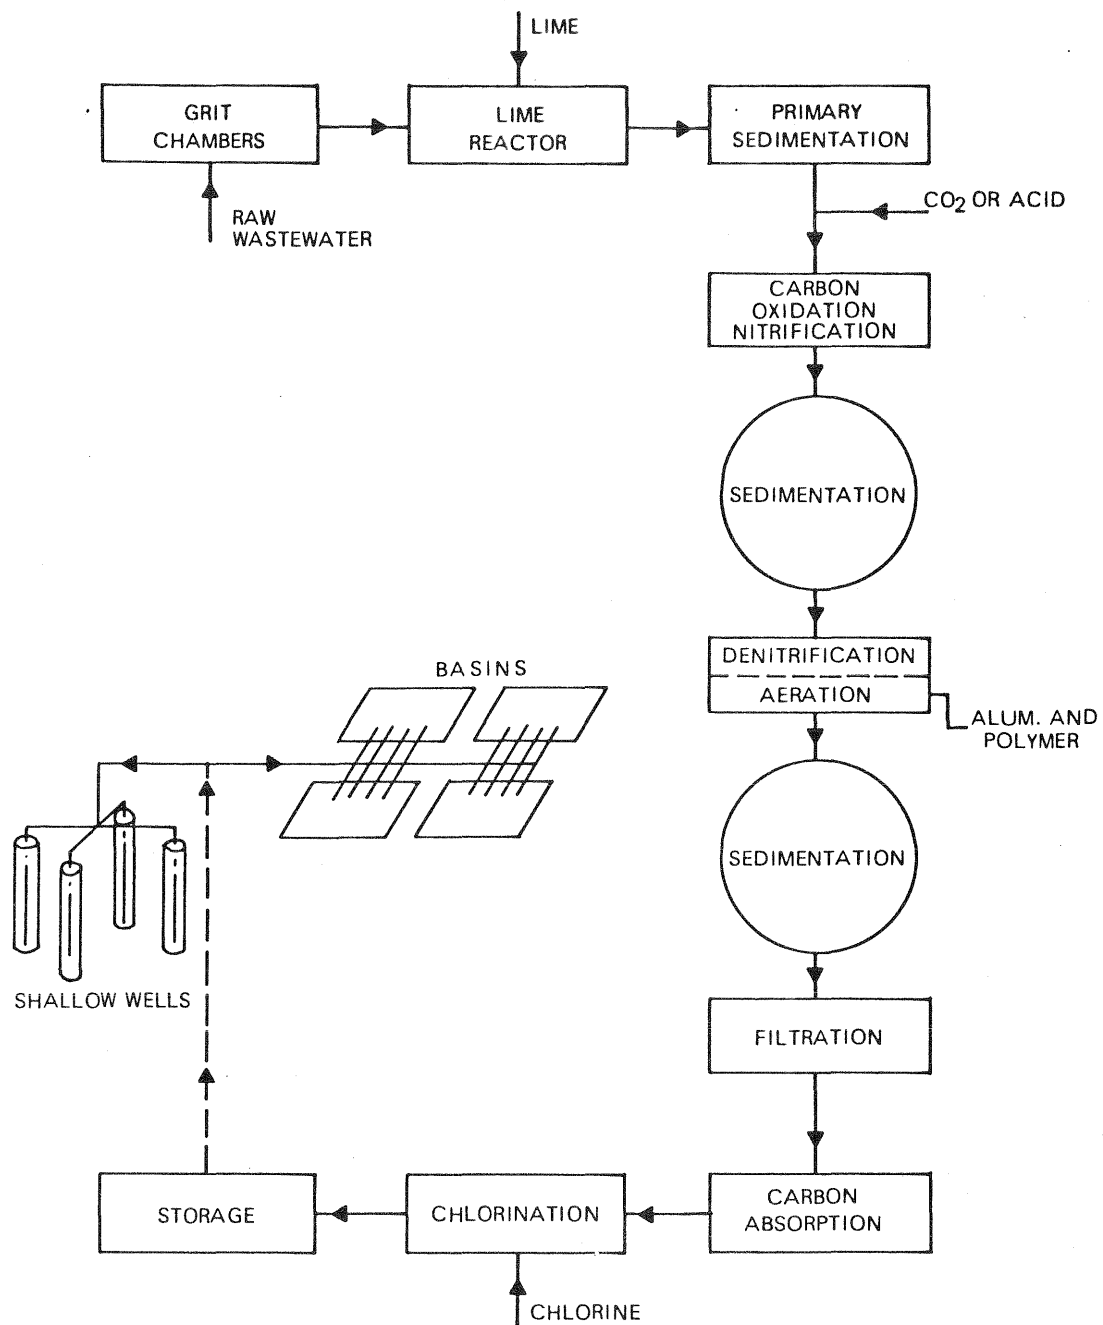 LIME
GRIT
CHAMBERS
LIME
REACTOR
PRIMARY
SEDIMENTATION
RAW
WASTEWATER
CO2 OR ACID
CARBON
OXIDATION
NITRIFICATION
SEDIMENTATION
DENITRIFICATION
AERATION
ALUM. AND
POLYMER
BASINS
SEDIMENTATION
SHALLOW WELLS
FILTRATION
CARBON
ABSORPTION
CHLORINATION
STORAGE
CHLORINE